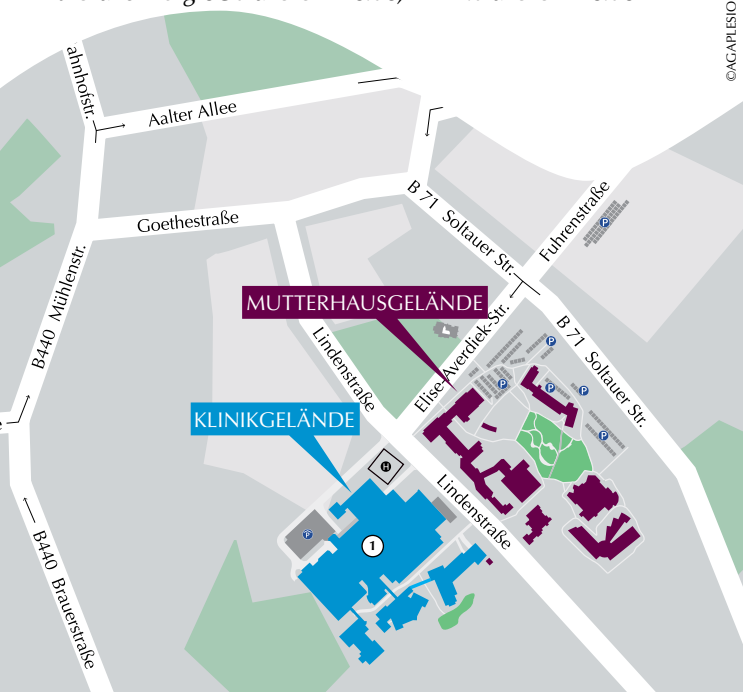 ©AGAPLESIO
ahnhofstr.
Aalter Allee
B 71 Soltauer Str.
Fuhrenstraße
P
Goethestraße
B440 Mühlenstr.
MUTTERHAUSGELÄNDE
Elise-Averdiek-Str.
B 71 Soltauer Str.
Lindenstraße
P
P
P
P
P
KLINIKGELÄNDE
H
Lindenstraße
P
1
B440 Brauerstraße